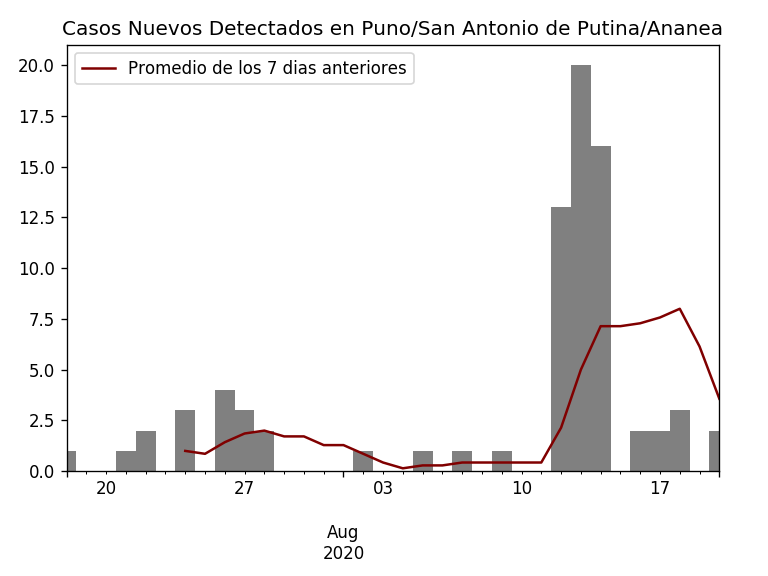 Casos Nuevos Detectados en Puno/San Antonio de Putina/Ananea
Promedio de los 7 dias anteriores
20.0
17.5
15.0
12.5
10.0
7.5
5.0
2.5
0.0
20 27 03 10 17
Aug
2020